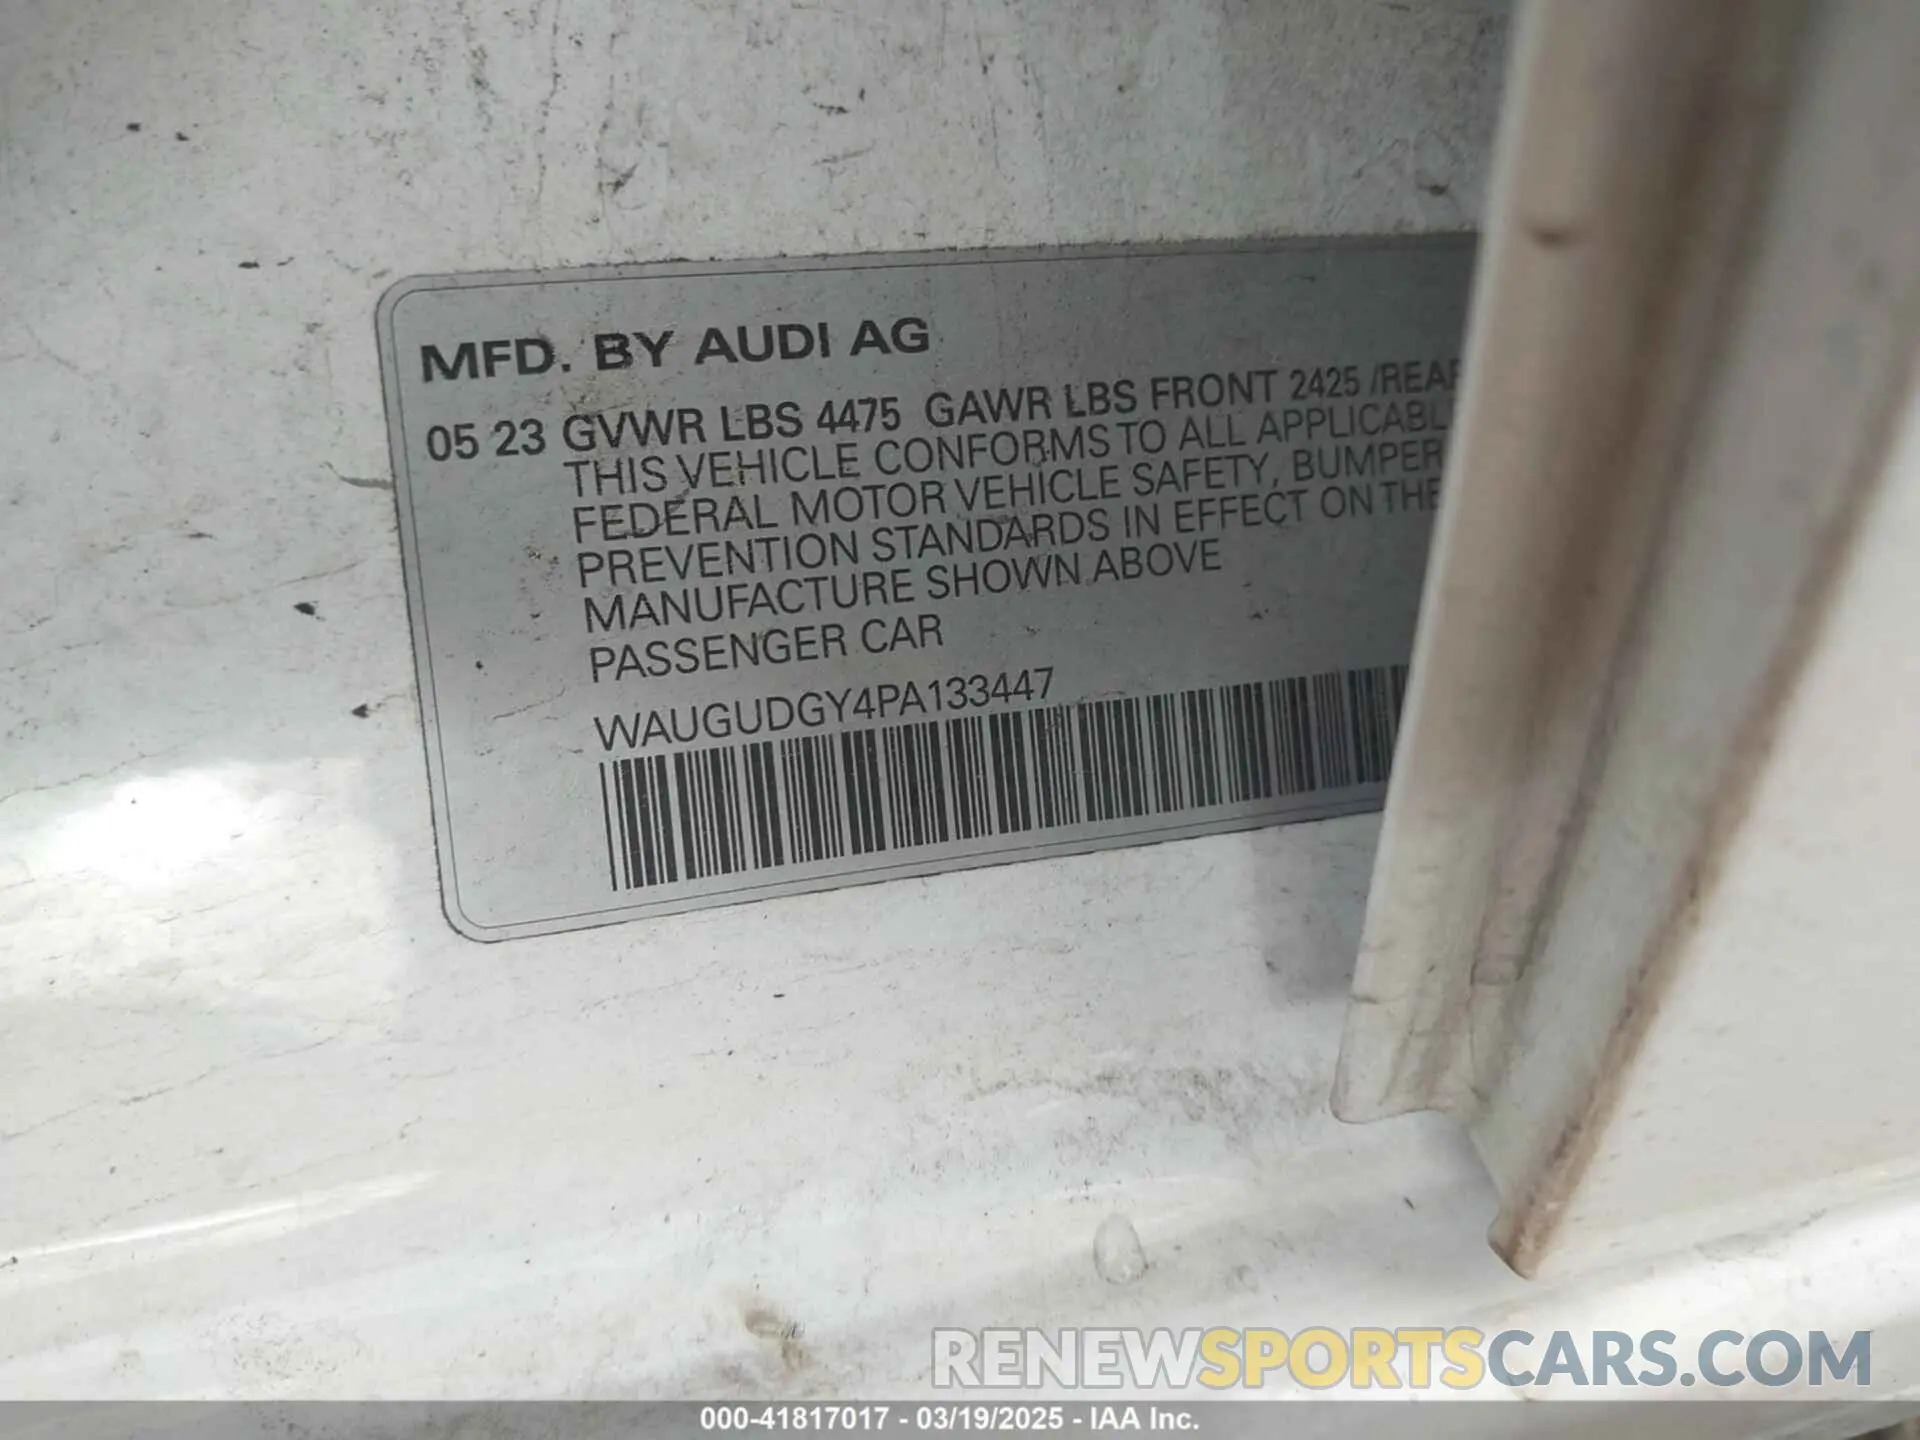 MFD. BY AUDI AG
05 23 GVWR LBS 4475 GAWR LBS FRONT 2425 /REAR
THIS VEHICLE CONFORMS TO ALL APPLICABL
FEDERAL MOTOR VEHICLE SAFETY, BUMPER
PREVENTION STANDARDS IN EFFECT ON THE
MANUFACTURE SHOWN ABOVE
PASSENGER CAR
WAUGUDGY4PA133447
RENEWSPORTSCARS.COM
000-41817017 - 03/19/2025 - IAA Inc.